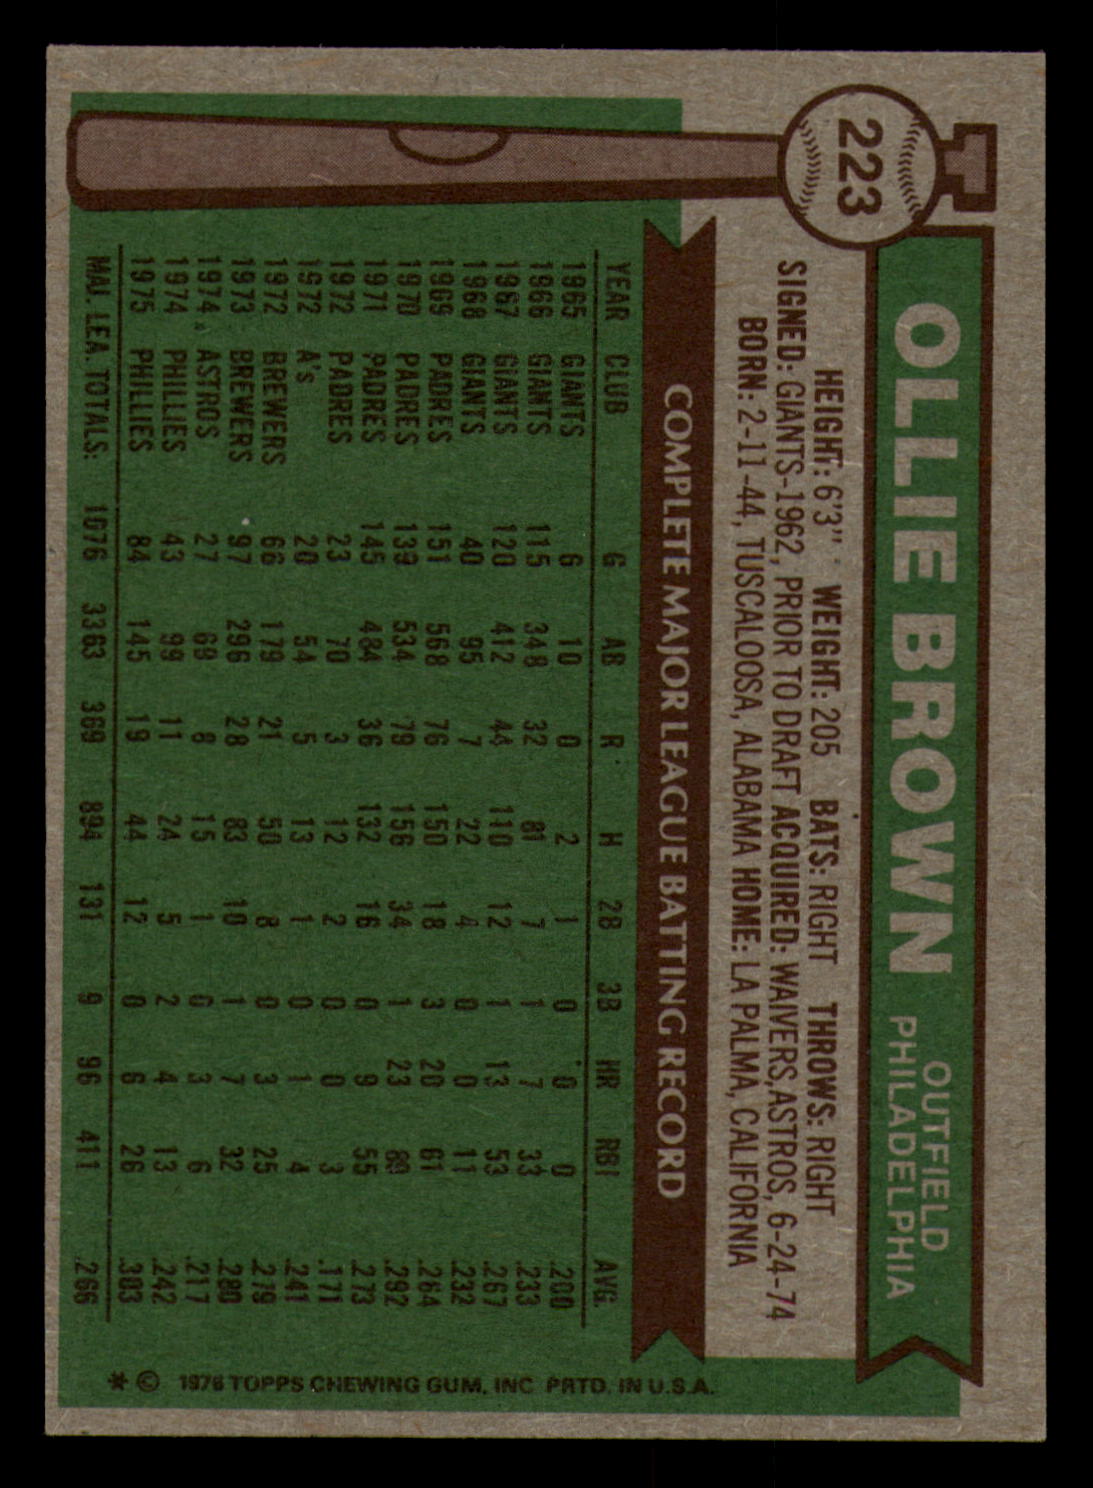 223
OLLIE BROWN
OUTFIELD
PHILADELPHIA
HEIGHT: 6'3" WEIGHT: 205 BATS: RIGHT THROWS: RIGHT
SIGNED: GIANTS-1962, PRIOR TO DRAFT ACQUIRED: WAIVERS, ASTROS, 6-24-74
BORN: 2-11-44, TUSCALOOSA, ALABAMA HOME: LA PALMA, CALIFORNIA
COMPLETE MAJOR LEAGUE BATTING RECORD
YEAR CLUB G AB R H 2B 3B HR RBI AVG.
1965 GIANTS 6 10 0 2 1 0 0 0 .200
1966 GIANTS 115 348 32 81 7 1 7 33 .233
1967 GIANTS 120 412 44 110 12 1 13 53 .267
1968 GIANTS 40 95 7 22 4 0 0 11 .232
1969 PADRES 151 568 76 150 18 3 20 61 .264
1970 PADRES 139 534 79 156 34 1 23 89 .292
1971 PADRES 145 484 36 132 16 0 9 55 .273
1972 PADRES 23 70 3 12 2 0 0 3 .171
1972 A's 20 54 5 13 1 0 1 4 .241
1972 BREWERS 66 179 21 50 8 0 3 25 .279
1973 BREWERS 97 296 28 83 10 1 7 32 .280
1974 ASTROS 27 69 8 15 1 0 3 6 .217
1974 PHILLIES 43 99 11 24 5 2 4 13 .242
1975 PHILLIES 84 145 19 44 12 0 6 26 .303
MAJ. LEA. TOTALS: 1076 3363 369 894 131 9 96 411 .266
* © 1976 TOPPS CHEWING GUM, INC PRTD. IN U.S.A.